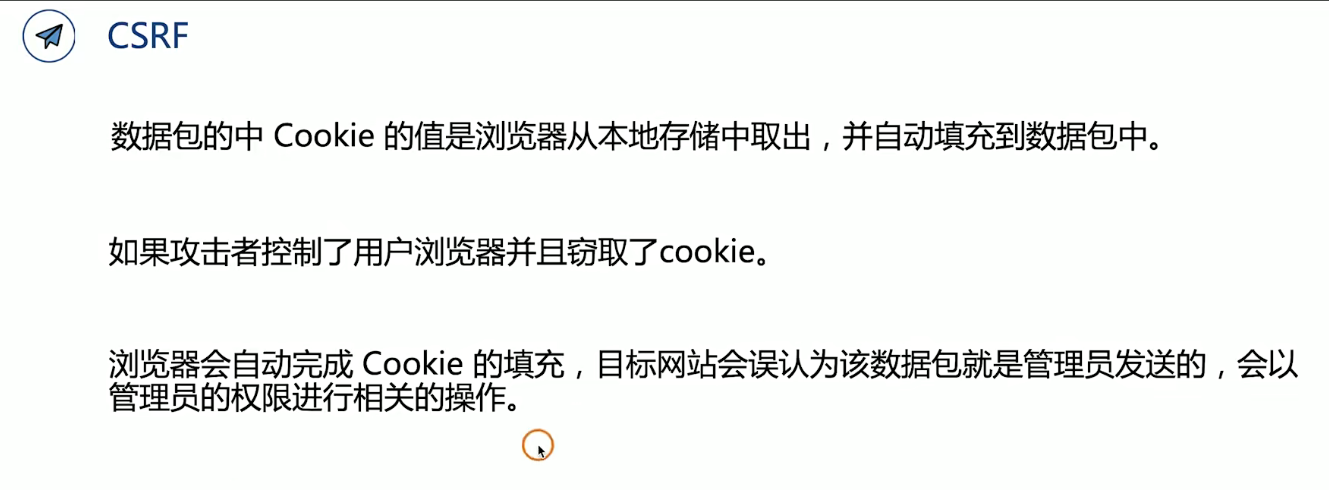 CSRF
数据包的中 Cookie 的值是浏览器从本地存储中取出，并自动填充到数据包中。
如果攻击者控制了用户浏览器并且窃取了cookie。
浏览器会自动完成 Cookie 的填充，目标网站会误认为该数据包就是管理员发送的，会以
管理员的权限进行相关的操作。